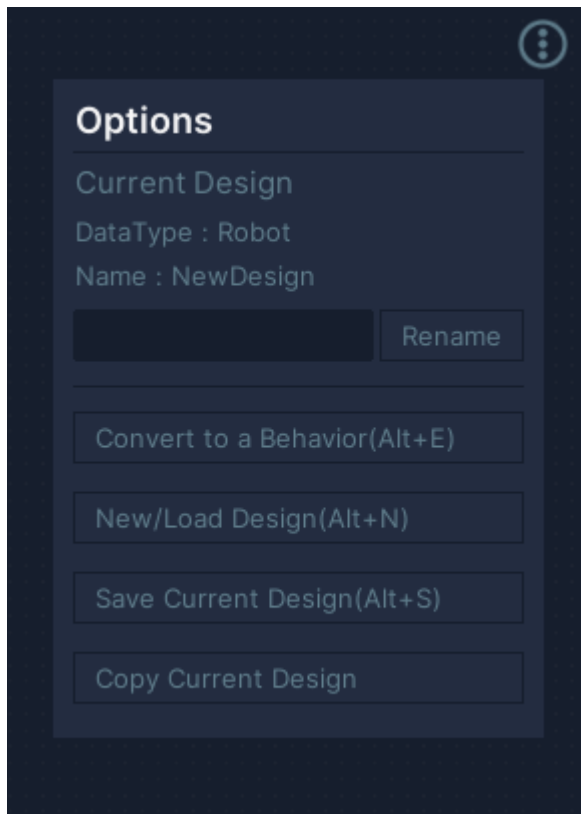 Options
Current Design
DataType : Robot
Name : NewDesign
Rename
Convert to a Behavior(Alt+E)
New/Load Design(Alt+N)
Save Current Design(Alt+S)
Copy Current Design